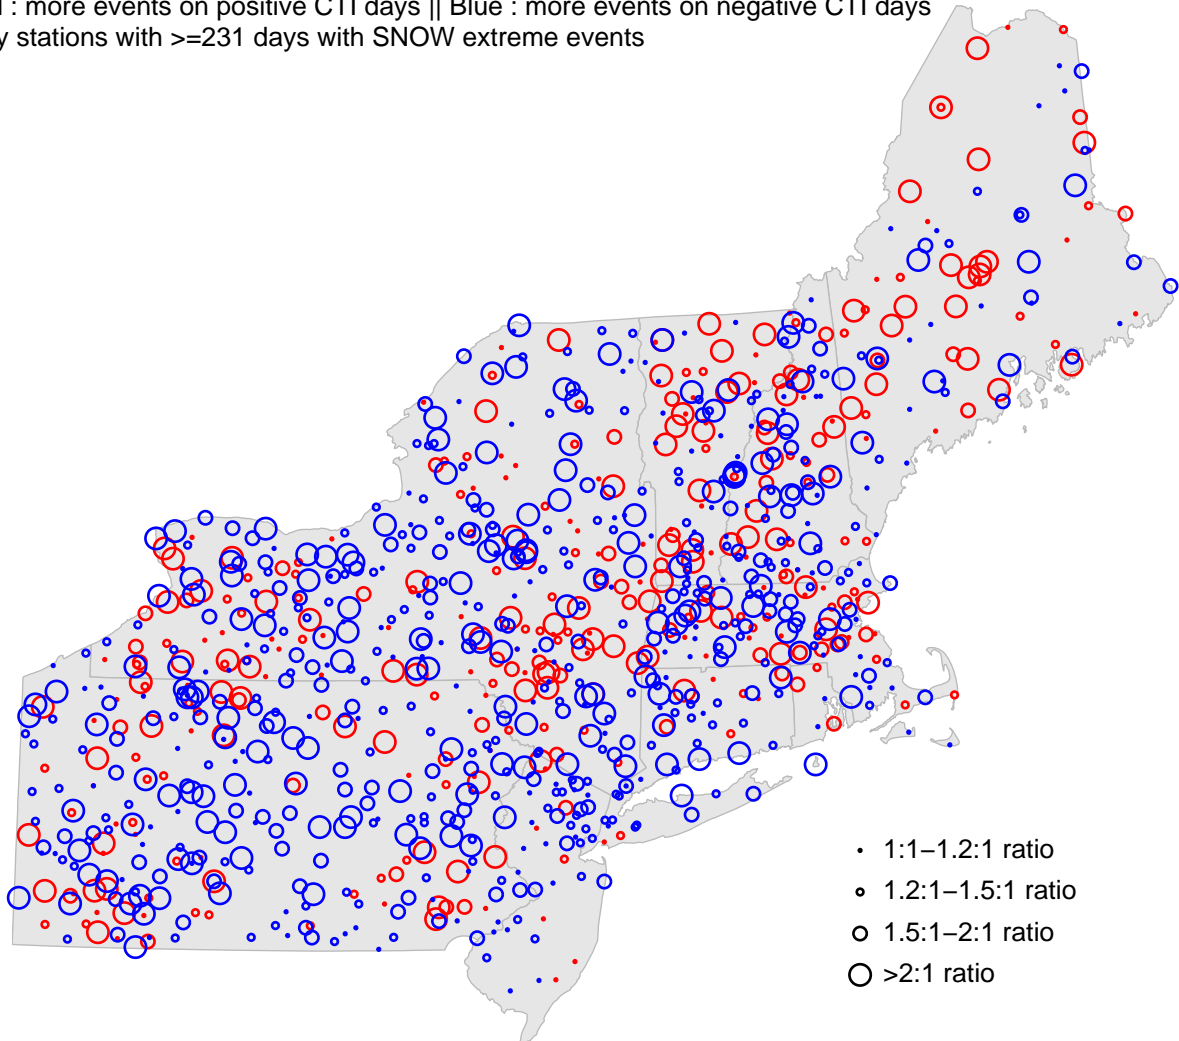 : more events on positive CTI days || Blue : more events on negative CTI days
stations with >=231 days with SNOW extreme events
1:1−1.2:1 ratio
1.2:1−1.5:1 ratio
1.5:1−2:1 ratio
>2:1 ratio